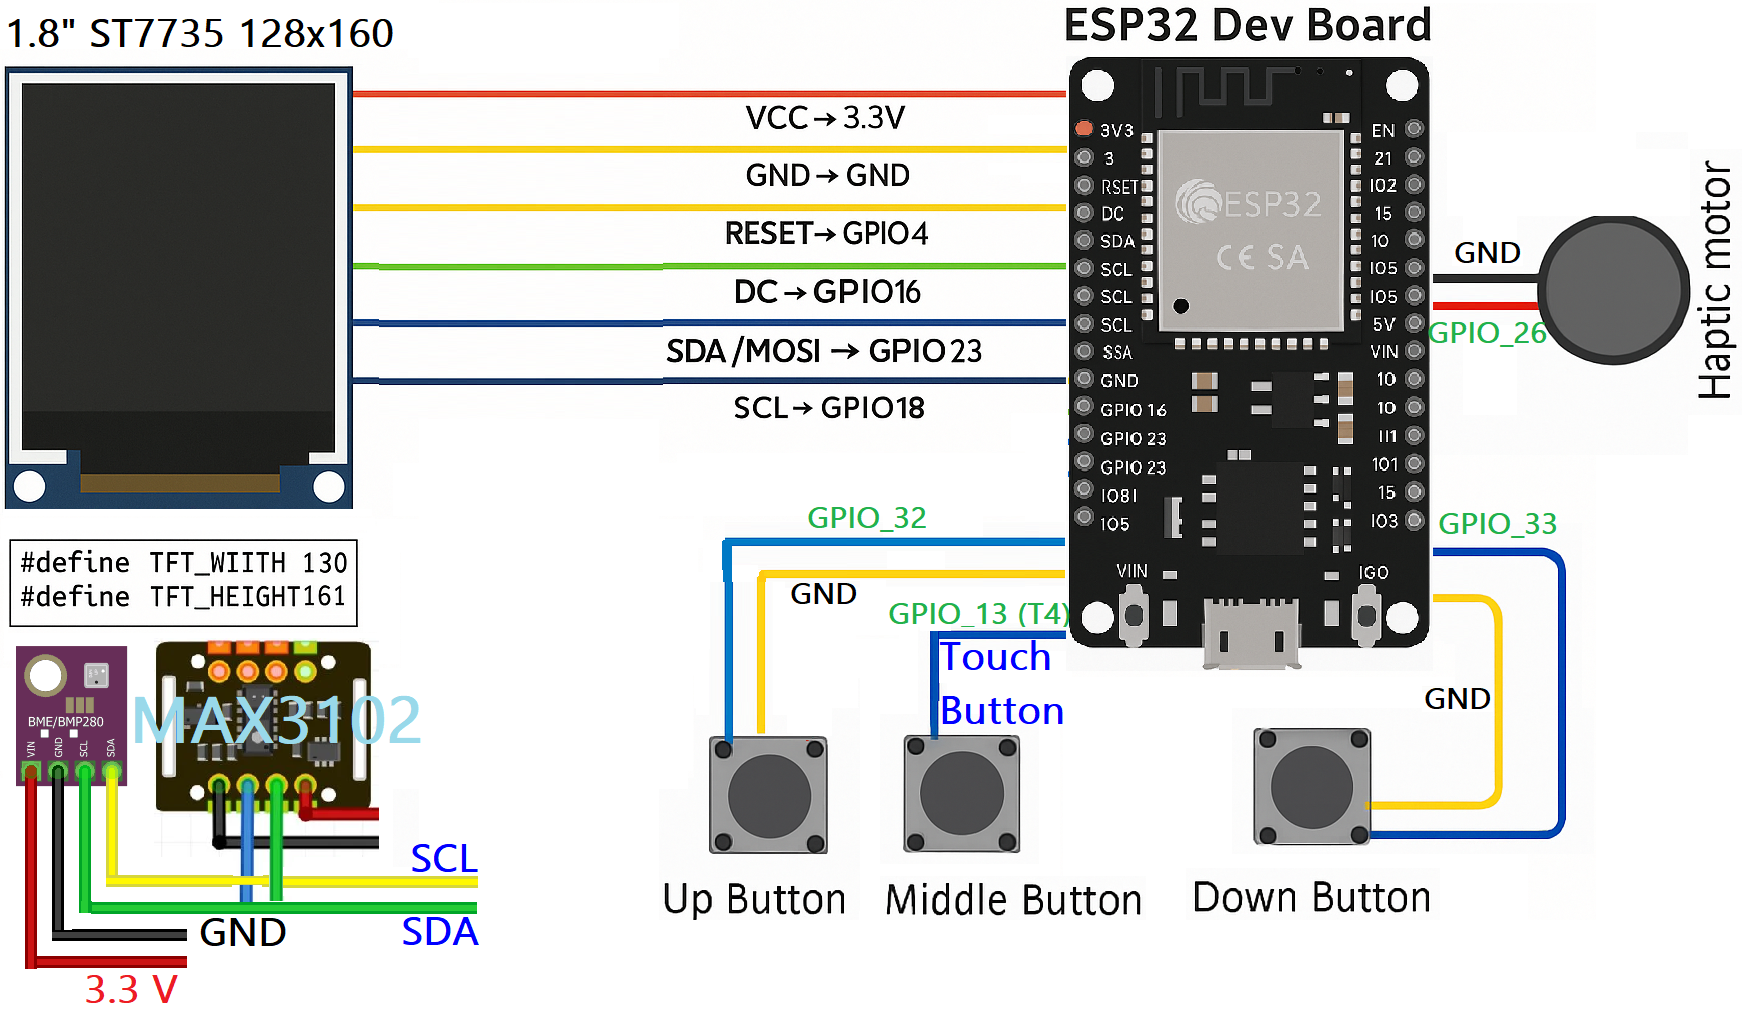 1.8" ST7735 128x160
ESP32 Dev Board
VCC→3.3V
GND→GND
RESET→GPIO4
DC→GPIO16
SDA/MOSI → GPIO23
SCL→GPIO18
3V3
3
RSET
DC
SDA
SCL
SCL
SCL
SSA
GND
GPIO 16
GPIO 23
GPIO 23
IO8I
IO5
ESP32
CE SA
EN
21
IO2
15
10
IO5
IO5
5V
VIN
10
10
II1
IO1
15
IO3
VIIN
IGO
GND
GPIO_26
Haptic motor
GPIO_32
GND
GPIO_13 (T4)
Touch
Button
GPIO_33
GND
#define TFT_WIITH 130
#define TFT_HEIGHT161
BME/BMP280
VIN
GND
SCL
SDA
MAX3102
SCL
SDA
GND
3.3 V
Up Button
Middle Button
Down Button